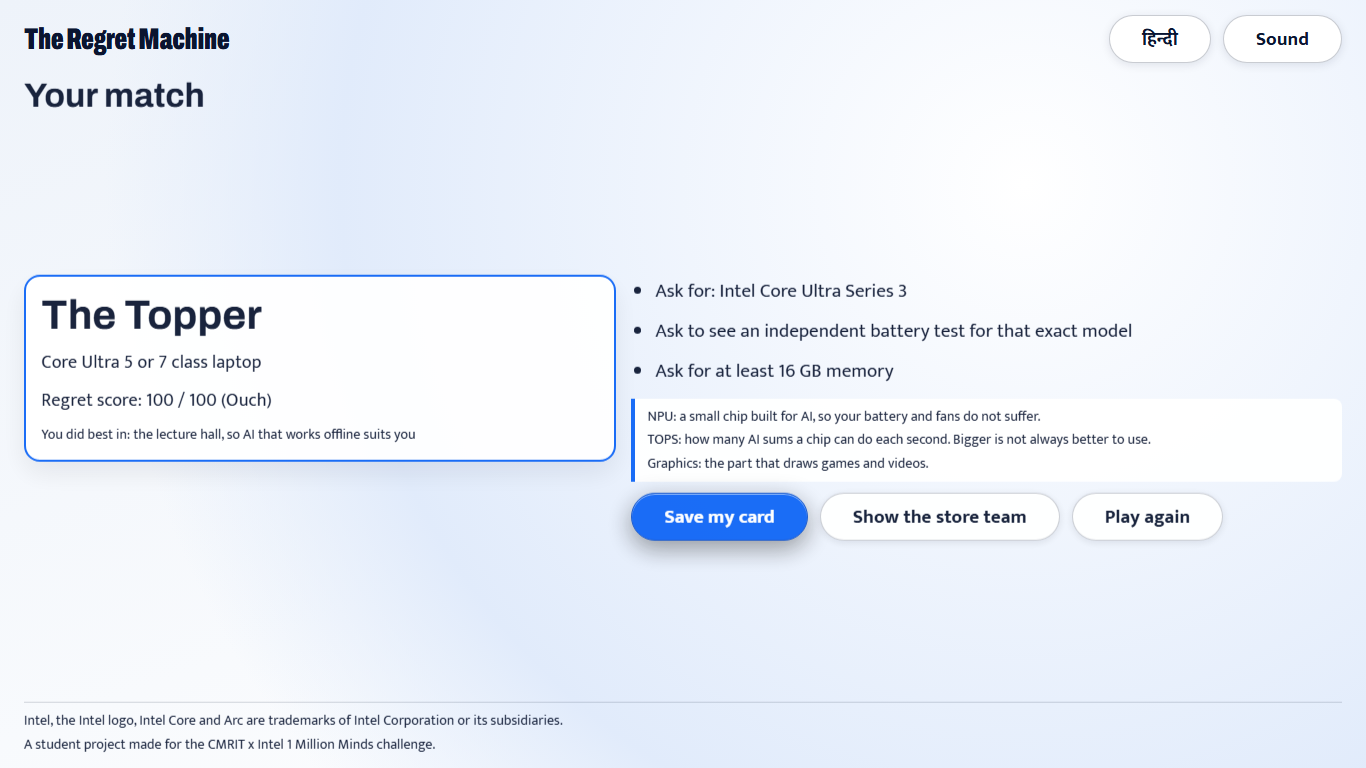 The Regret Machine
हिन्दी
Sound
Your match
The Topper
Core Ultra 5 or 7 class laptop
Regret score: 100 / 100 (Ouch)
You did best in: the lecture hall, so AI that works offline suits you
Ask for: Intel Core Ultra Series 3
Ask to see an independent battery test for that exact model
Ask for at least 16 GB memory
NPU: a small chip built for AI, so your battery and fans do not suffer.
TOPS: how many AI sums a chip can do each second. Bigger is not always better to use.
Graphics: the part that draws games and videos.
Save my card
Show the store team
Play again
Intel, the Intel logo, Intel Core and Arc are trademarks of Intel Corporation or its subsidiaries.
A student project made for the CMRIT x Intel 1 Million Minds challenge.